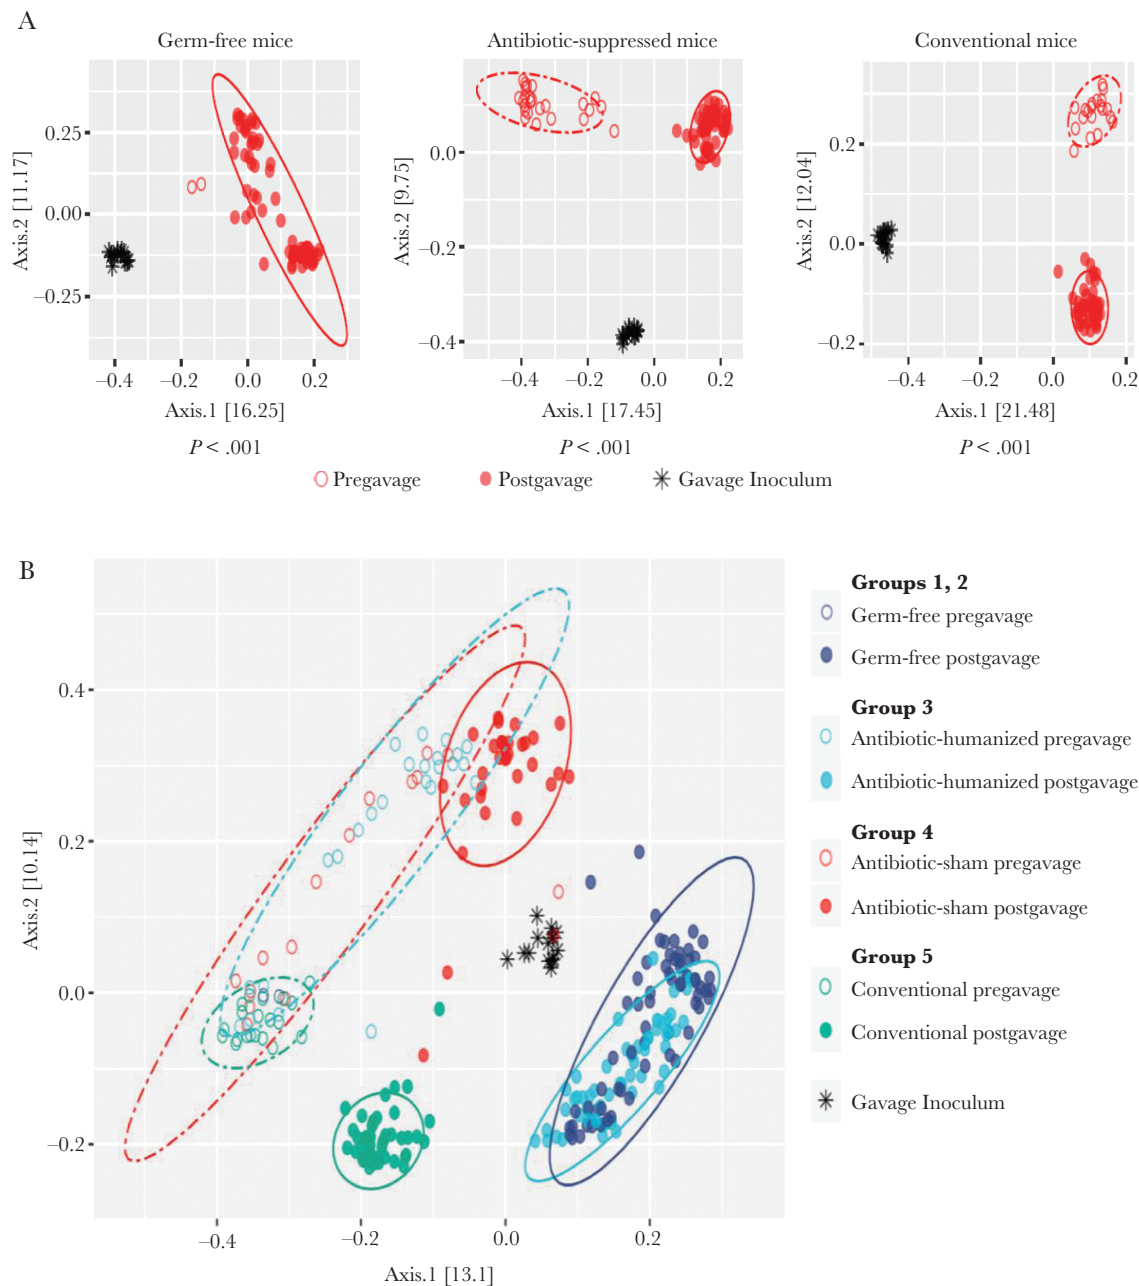 A
Germ-free mice
Antibiotic-suppressed mice
Conventional mice
Axis.2 [11.17]
0.25
0.00
−0.25
−0.4
−0.2
0.0
0.2
Axis.1 [16.25]
P < .001
Axis.2 [9.75]
0.0
−0.2
−0.4
−0.4
−0.2
0.0
0.2
Axis.1 [17.45]
P < .001
Axis.2 [12.04]
0.2
0.0
−0.2
−0.4
−0.2
0.0
0.2
Axis.1 [21.48]
P < .001
Pregavage
Postgavage
Gavage Inoculum
B
Axis.2 [10.14]
0.4
0.2
0.0
−0.2
−0.4
−0.2
0.0
0.2
Axis.1 [13.1]
Groups 1, 2
Germ-free pregavage
Germ-free postgavage
Group 3
Antibiotic-humanized pregavage
Antibiotic-humanized postgavage
Group 4
Antibiotic-sham pregavage
Antibiotic-sham postgavage
Group 5
Conventional pregavage
Conventional postgavage
Gavage Inoculum